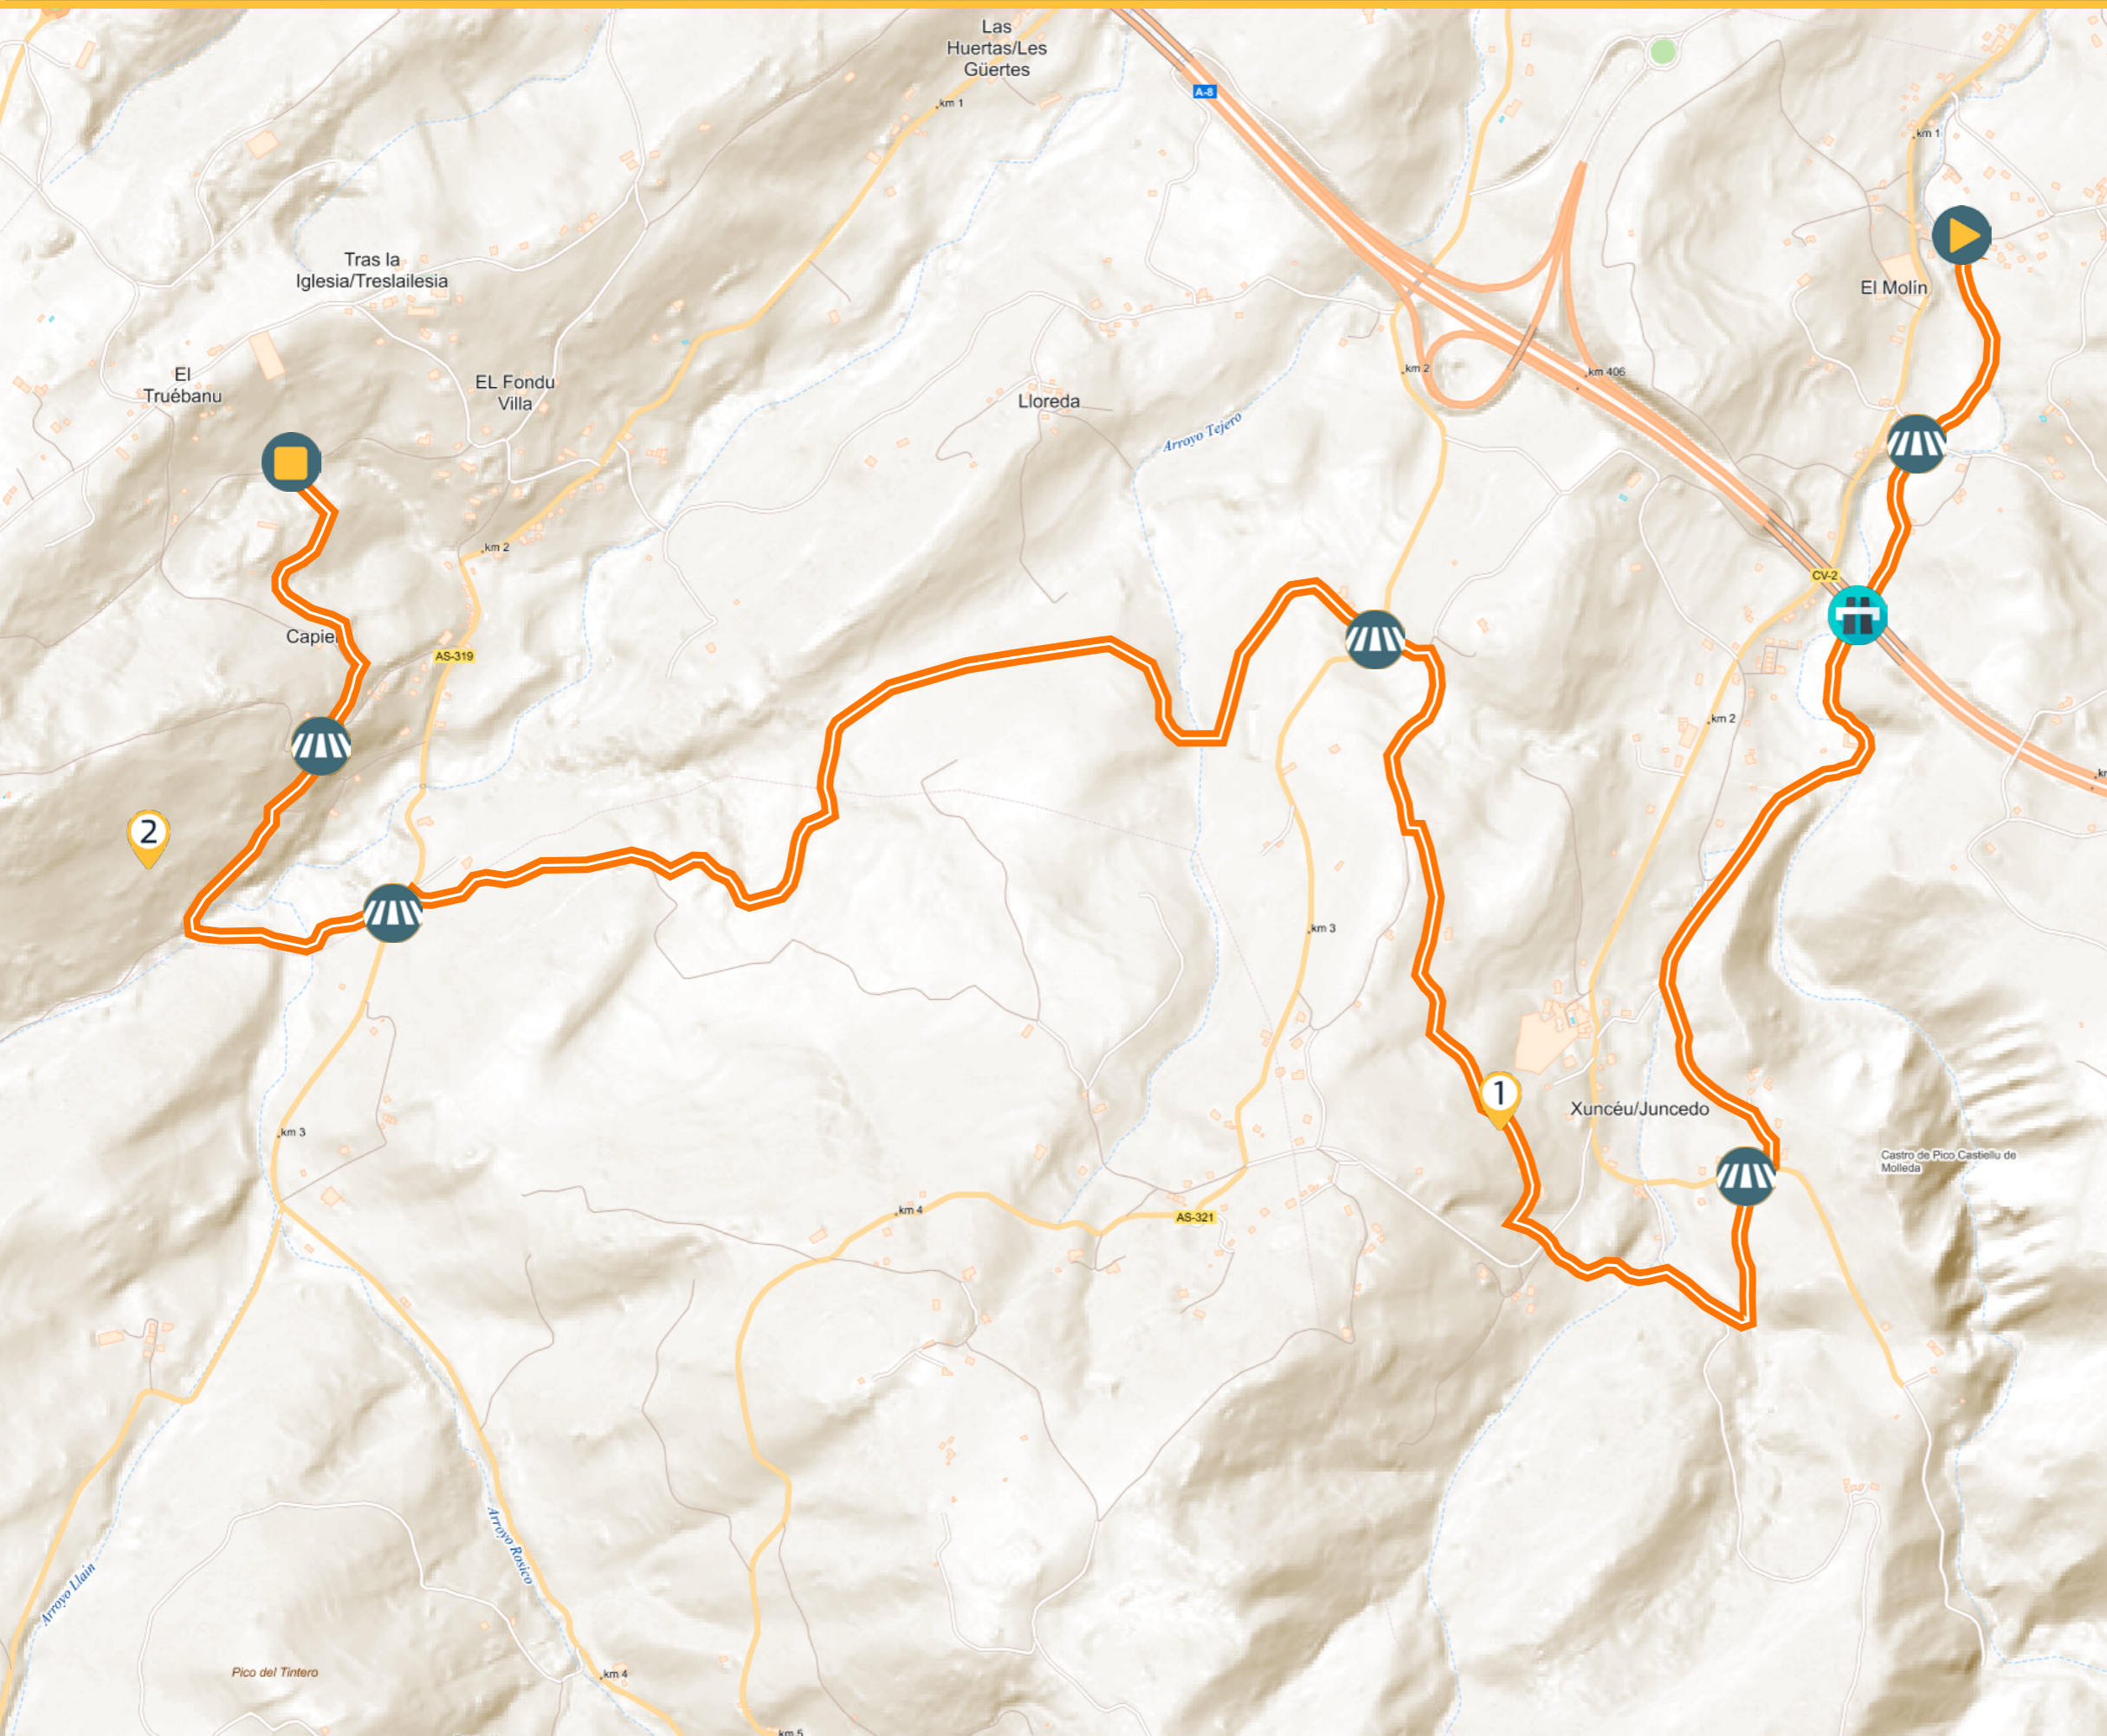 Las
Huertas/Les
Güertes
km 1
A-8
km 1
Tras la
Iglesia/Treslailesia
El Molín
El
Truébanu
EL Fondu
Villa
Lloreda
km 2
km 406
Arroyo Tejero
km 2
CV-2
AS-319
km 2
2
km 3
1
Xuncéu/Juncedo
km 3
Castro de Pico Castiellu de
Molleda
km 4
AS-321
Arroyo Rosico
Arroyo Llain
Pico del Tintero
km 4
km 5